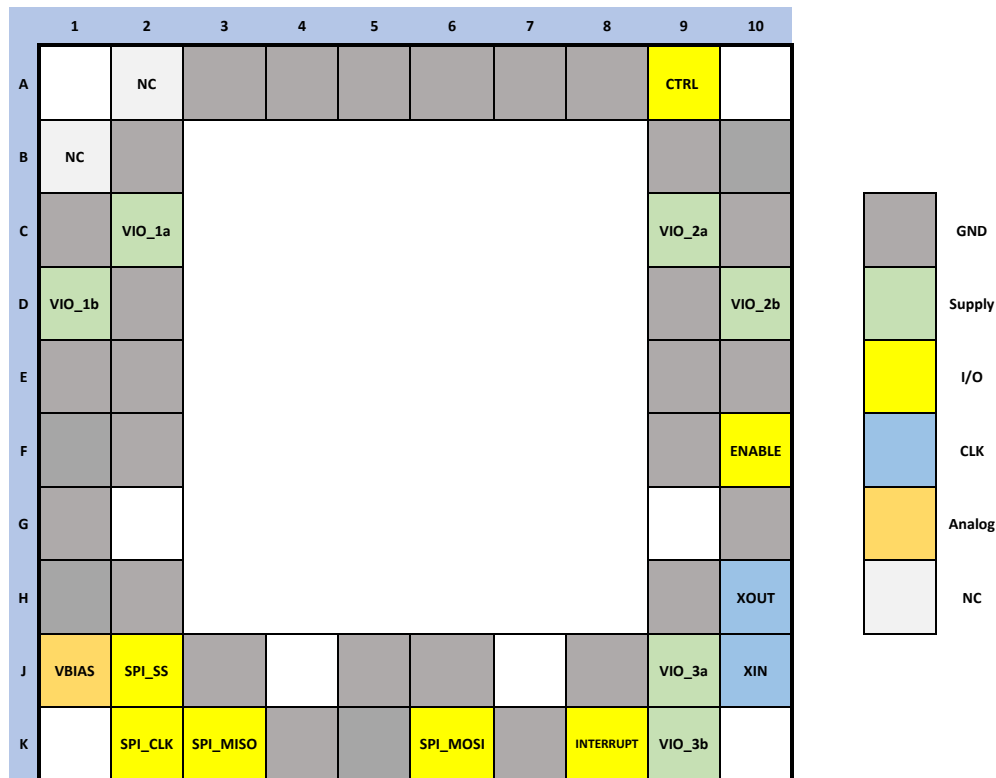 1 2 3 4 5 6 7 8 9 10
A NC CTRL
B NC
C VIO_1a VIO_2a GND
D VIO_1b VIO_2b Supply
E I/O
F ENABLE CLK
G Analog
H XOUT NC
J VBIAS SPI_SS VIO_3a XIN
K SPI_CLK SPI_MISO SPI_MOSI INTERRUPT VIO_3b